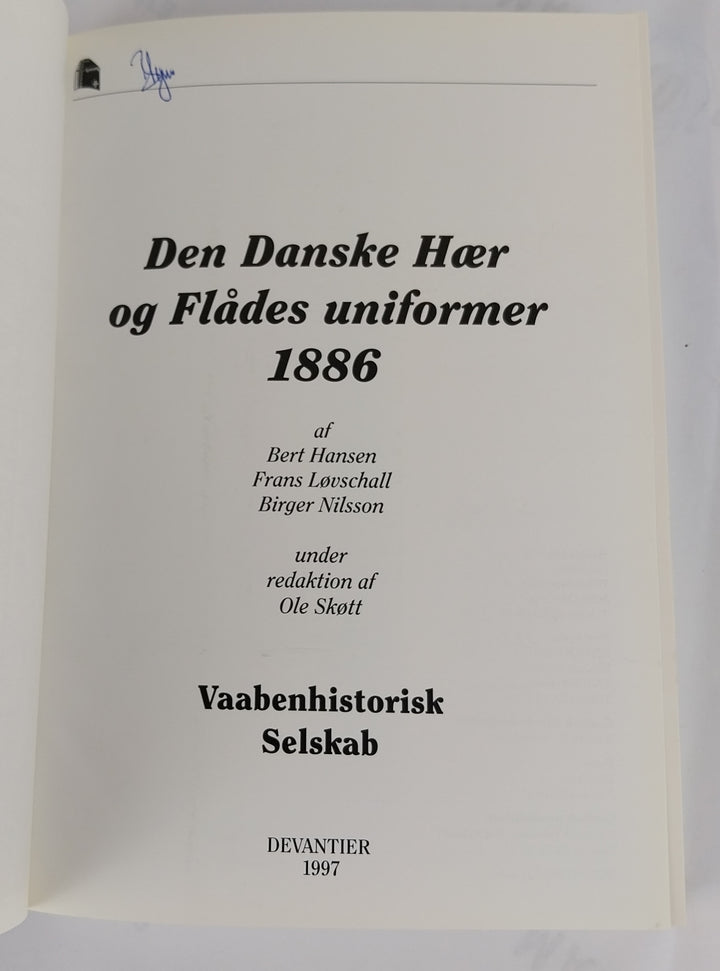 Den Danske Hær
og Flådes uniformer
1886
af
Bert Hansen
Frans Løvschall
Birger Nilsson
under
redaktion af
Ole Skøtt
Vaabenhistorisk
Selskab
DEVANTIER
1997